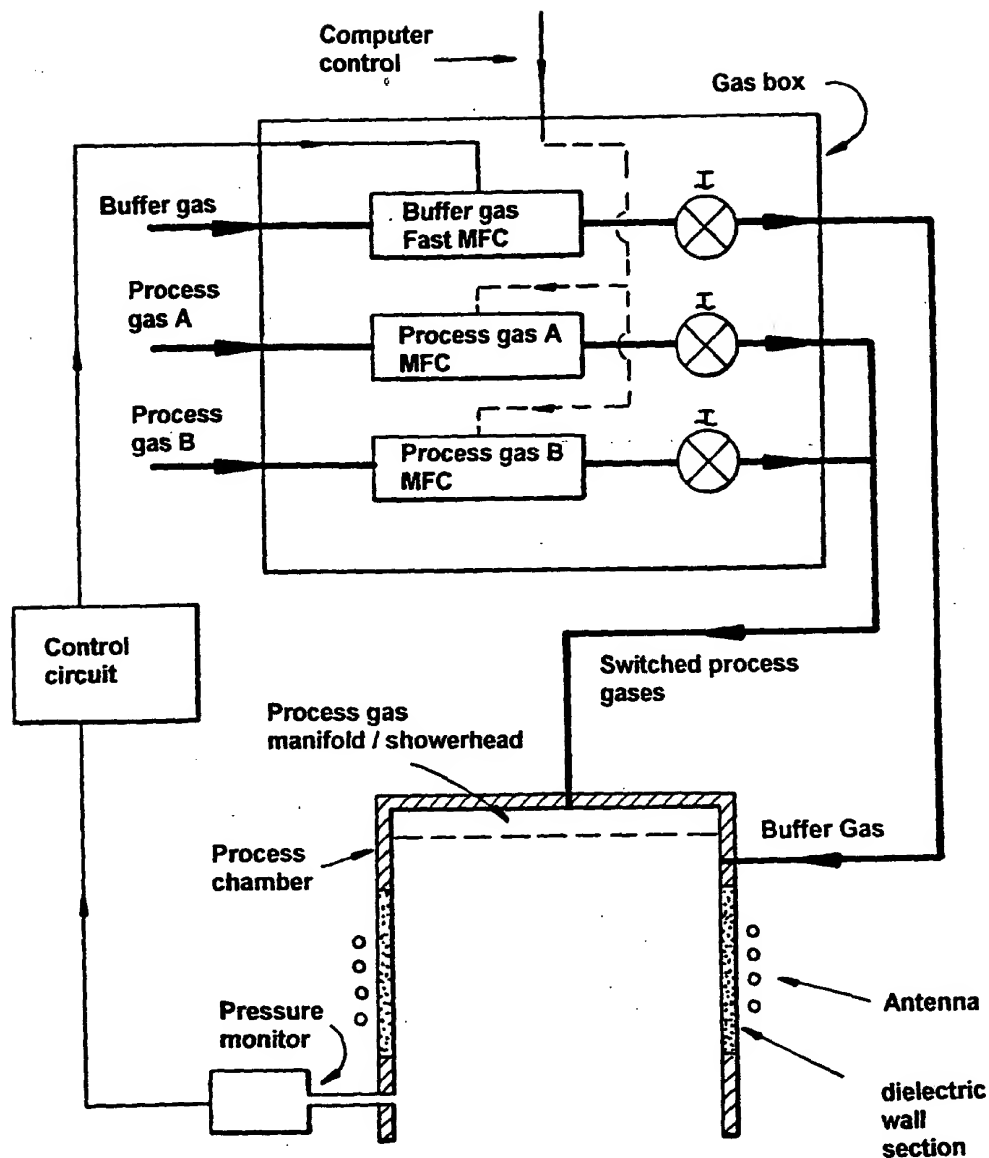 Computer
control
Gas box
I
Buffer gas
Buffer gas
Fast MFC
Process
gas A
I
Process gas A
MFC
Process
gas B
I
Process gas B
MFC
Control
circuit
Switched process
gases
Process gas
manifold / showerhead
Buffer Gas
Process
chamber
Antenna
Pressure
monitor
dielectric
wall
section